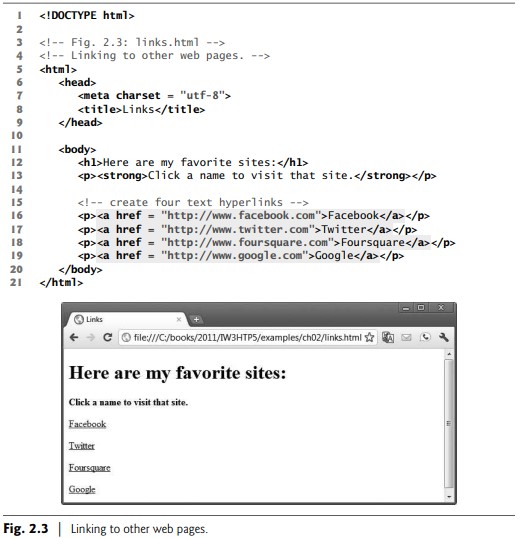 1 <!DOCTYPE html>
2
3 <!-- Fig. 2.3: links.html -->
4 <!-- Linking to other web pages. -->
5 <html>
6 <head>
7 <meta charset = "utf-8">
8 <title>Links</title>
9 </head>
10
11 <body>
12 <h1>Here are my favorite sites:</h1>
13 <p><strong>Click a name to visit that site.</strong></p>
14
15 <!-- create four text hyperlinks -->
16 <p><a href = "http://www.facebook.com">Facebook</a></p>
17 <p><a href = "http://www.twitter.com">Twitter</a></p>
18 <p><a href = "http://www.foursquare.com">Foursquare</a></p>
19 <p><a href = "http://www.google.com">Google</a></p>
20 </body>
21 </html>
Links
file:///C:/books/2011/IW3HTP5/examples/ch02/links.html
Here are my favorite sites:
Click a name to visit that site.
Facebook
Twitter
Foursquare
Google
Fig. 2.3 | Linking to other web pages.